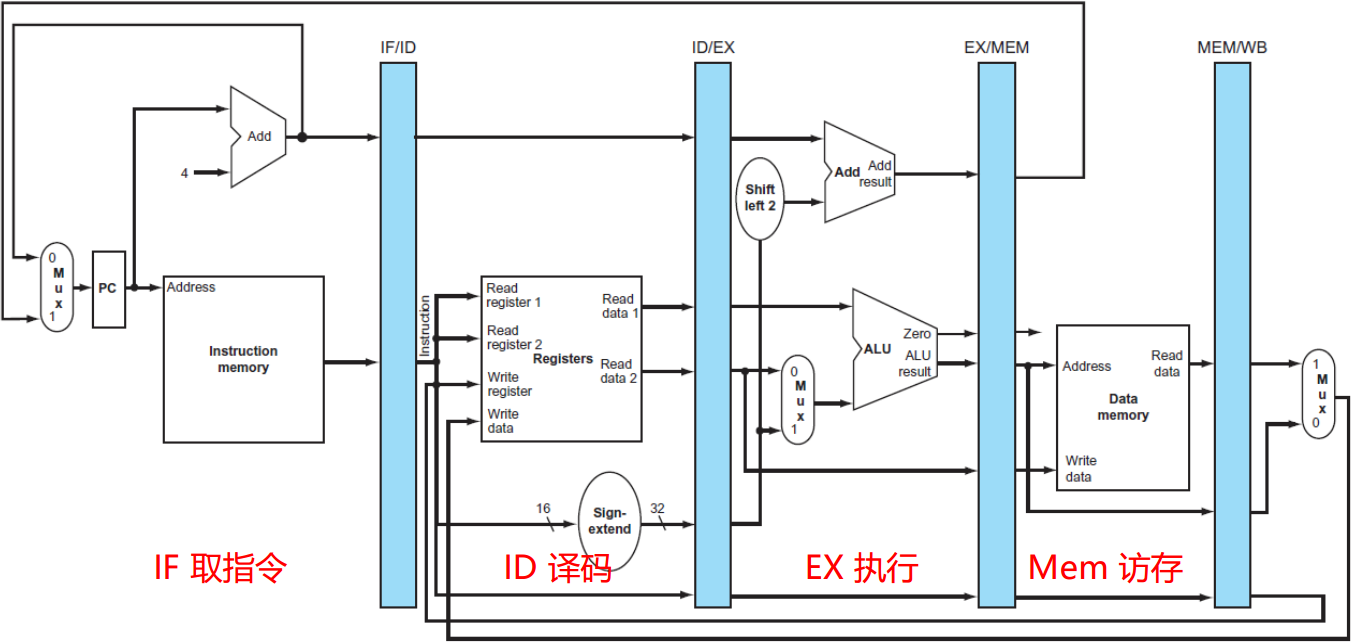 IF/ID
ID/EX
EX/MEM
MEM/WB
Add
4
Add
Add
result
Shift
left 2
0
M
u
x
1
PC
Address
Instruction
memory
Instruction
Read
register 1
Read
register 2
Write
register
Write
data
Registers
Read
data 1
Read
data 2
16
Sign-
extend
32
0
M
u
x
1
ALU
Zero
ALU
result
Address
Read
data
Data
memory
Write
data
1
M
u
x
0
IF 取指令
ID 译码
EX 执行
Mem 访存